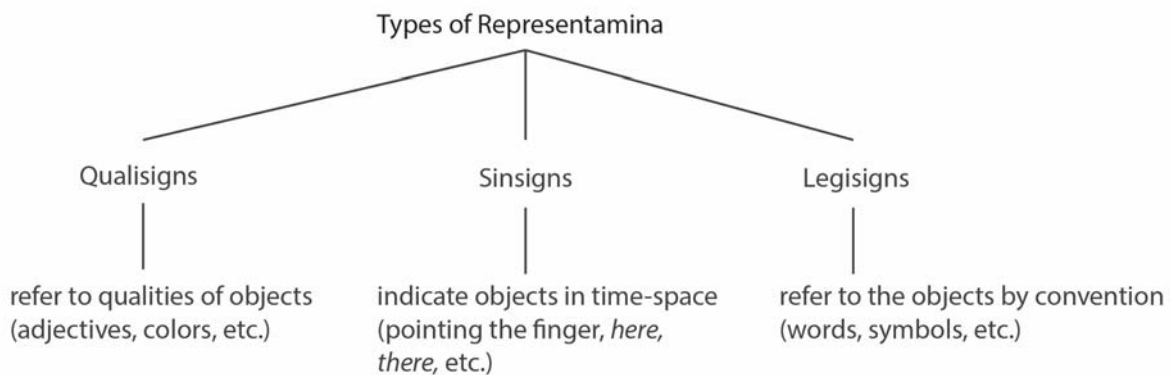 Types of Representamina
Qualisigns
Sinsigns
Legisigns
refer to qualities of objects
(adjectives, colors, etc.)
indicate objects in time-space
(pointing the finger, here,
there, etc.)
refer to the objects by convention
(words, symbols, etc.)